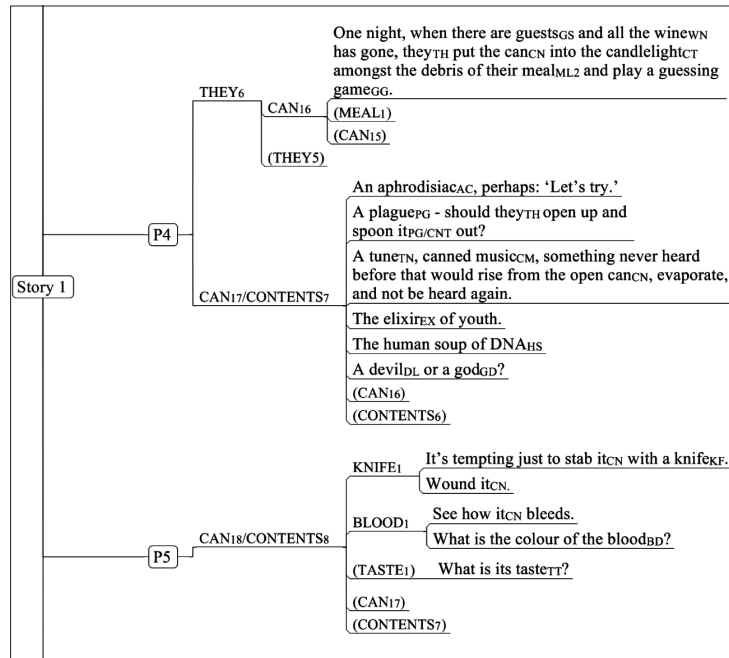 One night, when there are guestsGS and all the wineWN
has gone, theyTH put the canCN into the candlelightCT
amongst the debris of their mealML2 and play a guessing
gameGG.
THEY6
CAN16
(MEAL1)
(CAN15)
(THEY5)
P4
An aphrodisiacAC, perhaps: ‘Let’s try.’
A plaguePG - should theyTH open up and
spoon itPG/CNT out?
A tuneTN, canned musicCM, something never heard
before that would rise from the open canCN, evaporate,
and not be heard again.
CAN17/CONTENTS7
The elixirEX of youth.
The human soup of DNAHS
A devilDL or a godGD?
(CAN16)
(CONTENTS6)
Story 1
KNIFE1
It’s tempting just to stab itCN with a knifeKF.
Wound itCN.
BLOOD1
See how itCN bleeds.
What is the colour of the bloodBD?
P5
CAN18/CONTENTS8
(TASTE1)
What is its tasteTT?
(CAN17)
(CONTENTS7)